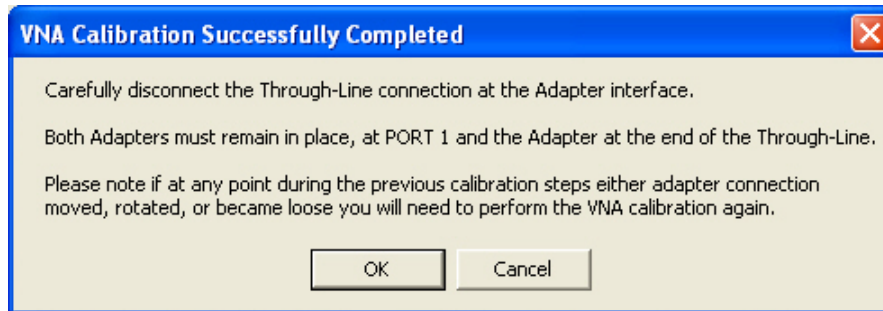 VNA Calibration Successfully Completed
Carefully disconnect the Through-Line connection at the Adapter interface.
Both Adapters must remain in place, at PORT 1 and the Adapter at the end of the Through-Line.
Please note if at any point during the previous calibration steps either adapter connection
moved, rotated, or became loose you will need to perform the VNA calibration again.
OK
Cancel